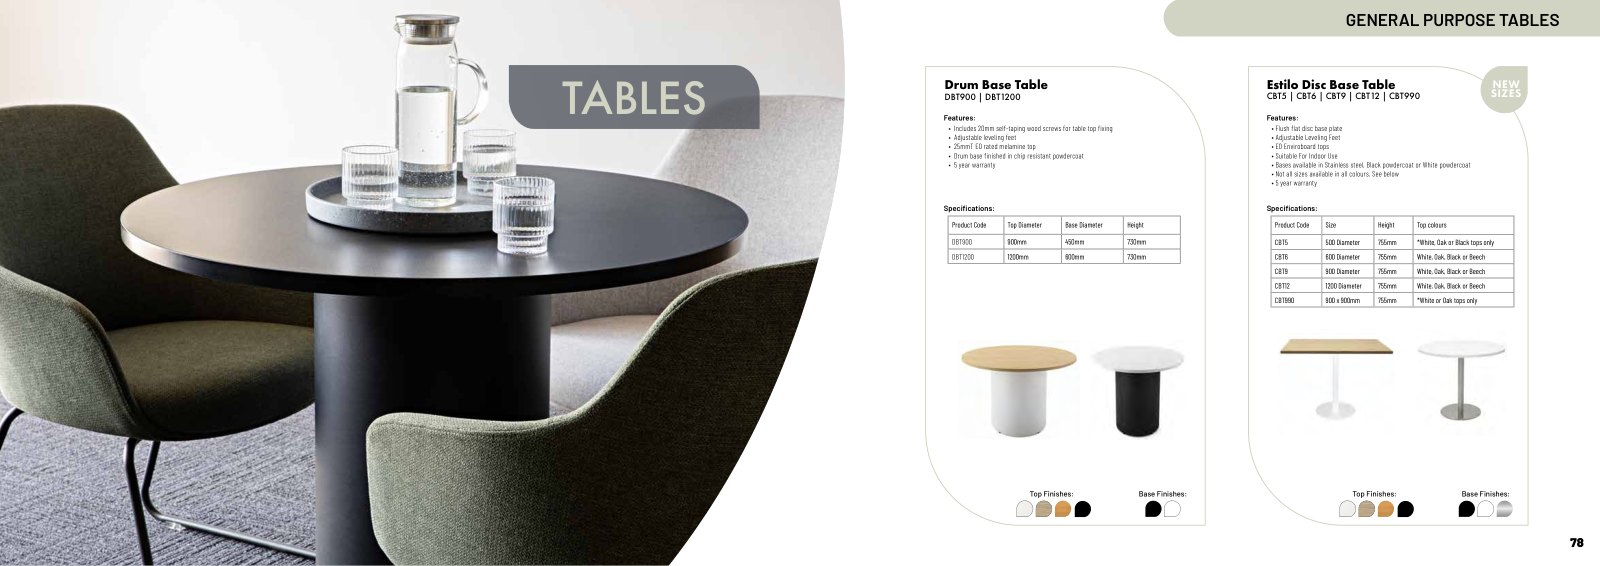 TABLES
GENERAL PURPOSE TABLES
Drum Base Table
DBT900 | DBT1200
Features:
• Includes 20mm self-taping wood screws for table top fixing
• Adjustable leveling feet
• 25mmT E0 rated melamine top
• Drum base finished in chip resistant powdercoat
• 5 year warranty
Specifications:
Product Code Top Diameter Base Diameter Height
DBT900 900mm 450mm 730mm
DBT1200 1200mm 600mm 730mm
Top Finishes: Base Finishes:
NEW
SIZES
Estilo Disc Base Table
CBT5 | CBT6 | CBT9 | CBT12 | CBT990
Features:
• Flush flat disc base plate
• Adjustable Leveling Feet
• E0 Enviroboard tops
• Suitable For Indoor Use
• Bases available in Stainless steel, Black powdercoat or White powdercoat
• Not all sizes available in all colours. See below
• 5 year warranty
Specifications:
Product Code Size Height Top colours
CBT5 500 Diameter 755mm *White, Oak or Black tops only
CBT6 600 Diameter 755mm White, Oak, Black or Beech
CBT9 900 Diameter 755mm White, Oak, Black or Beech
CBT12 1200 Diameter 755mm White, Oak, Black or Beech
CBT990 900 x 900mm 755mm *White or Oak tops only
Top Finishes: Base Finishes:
78